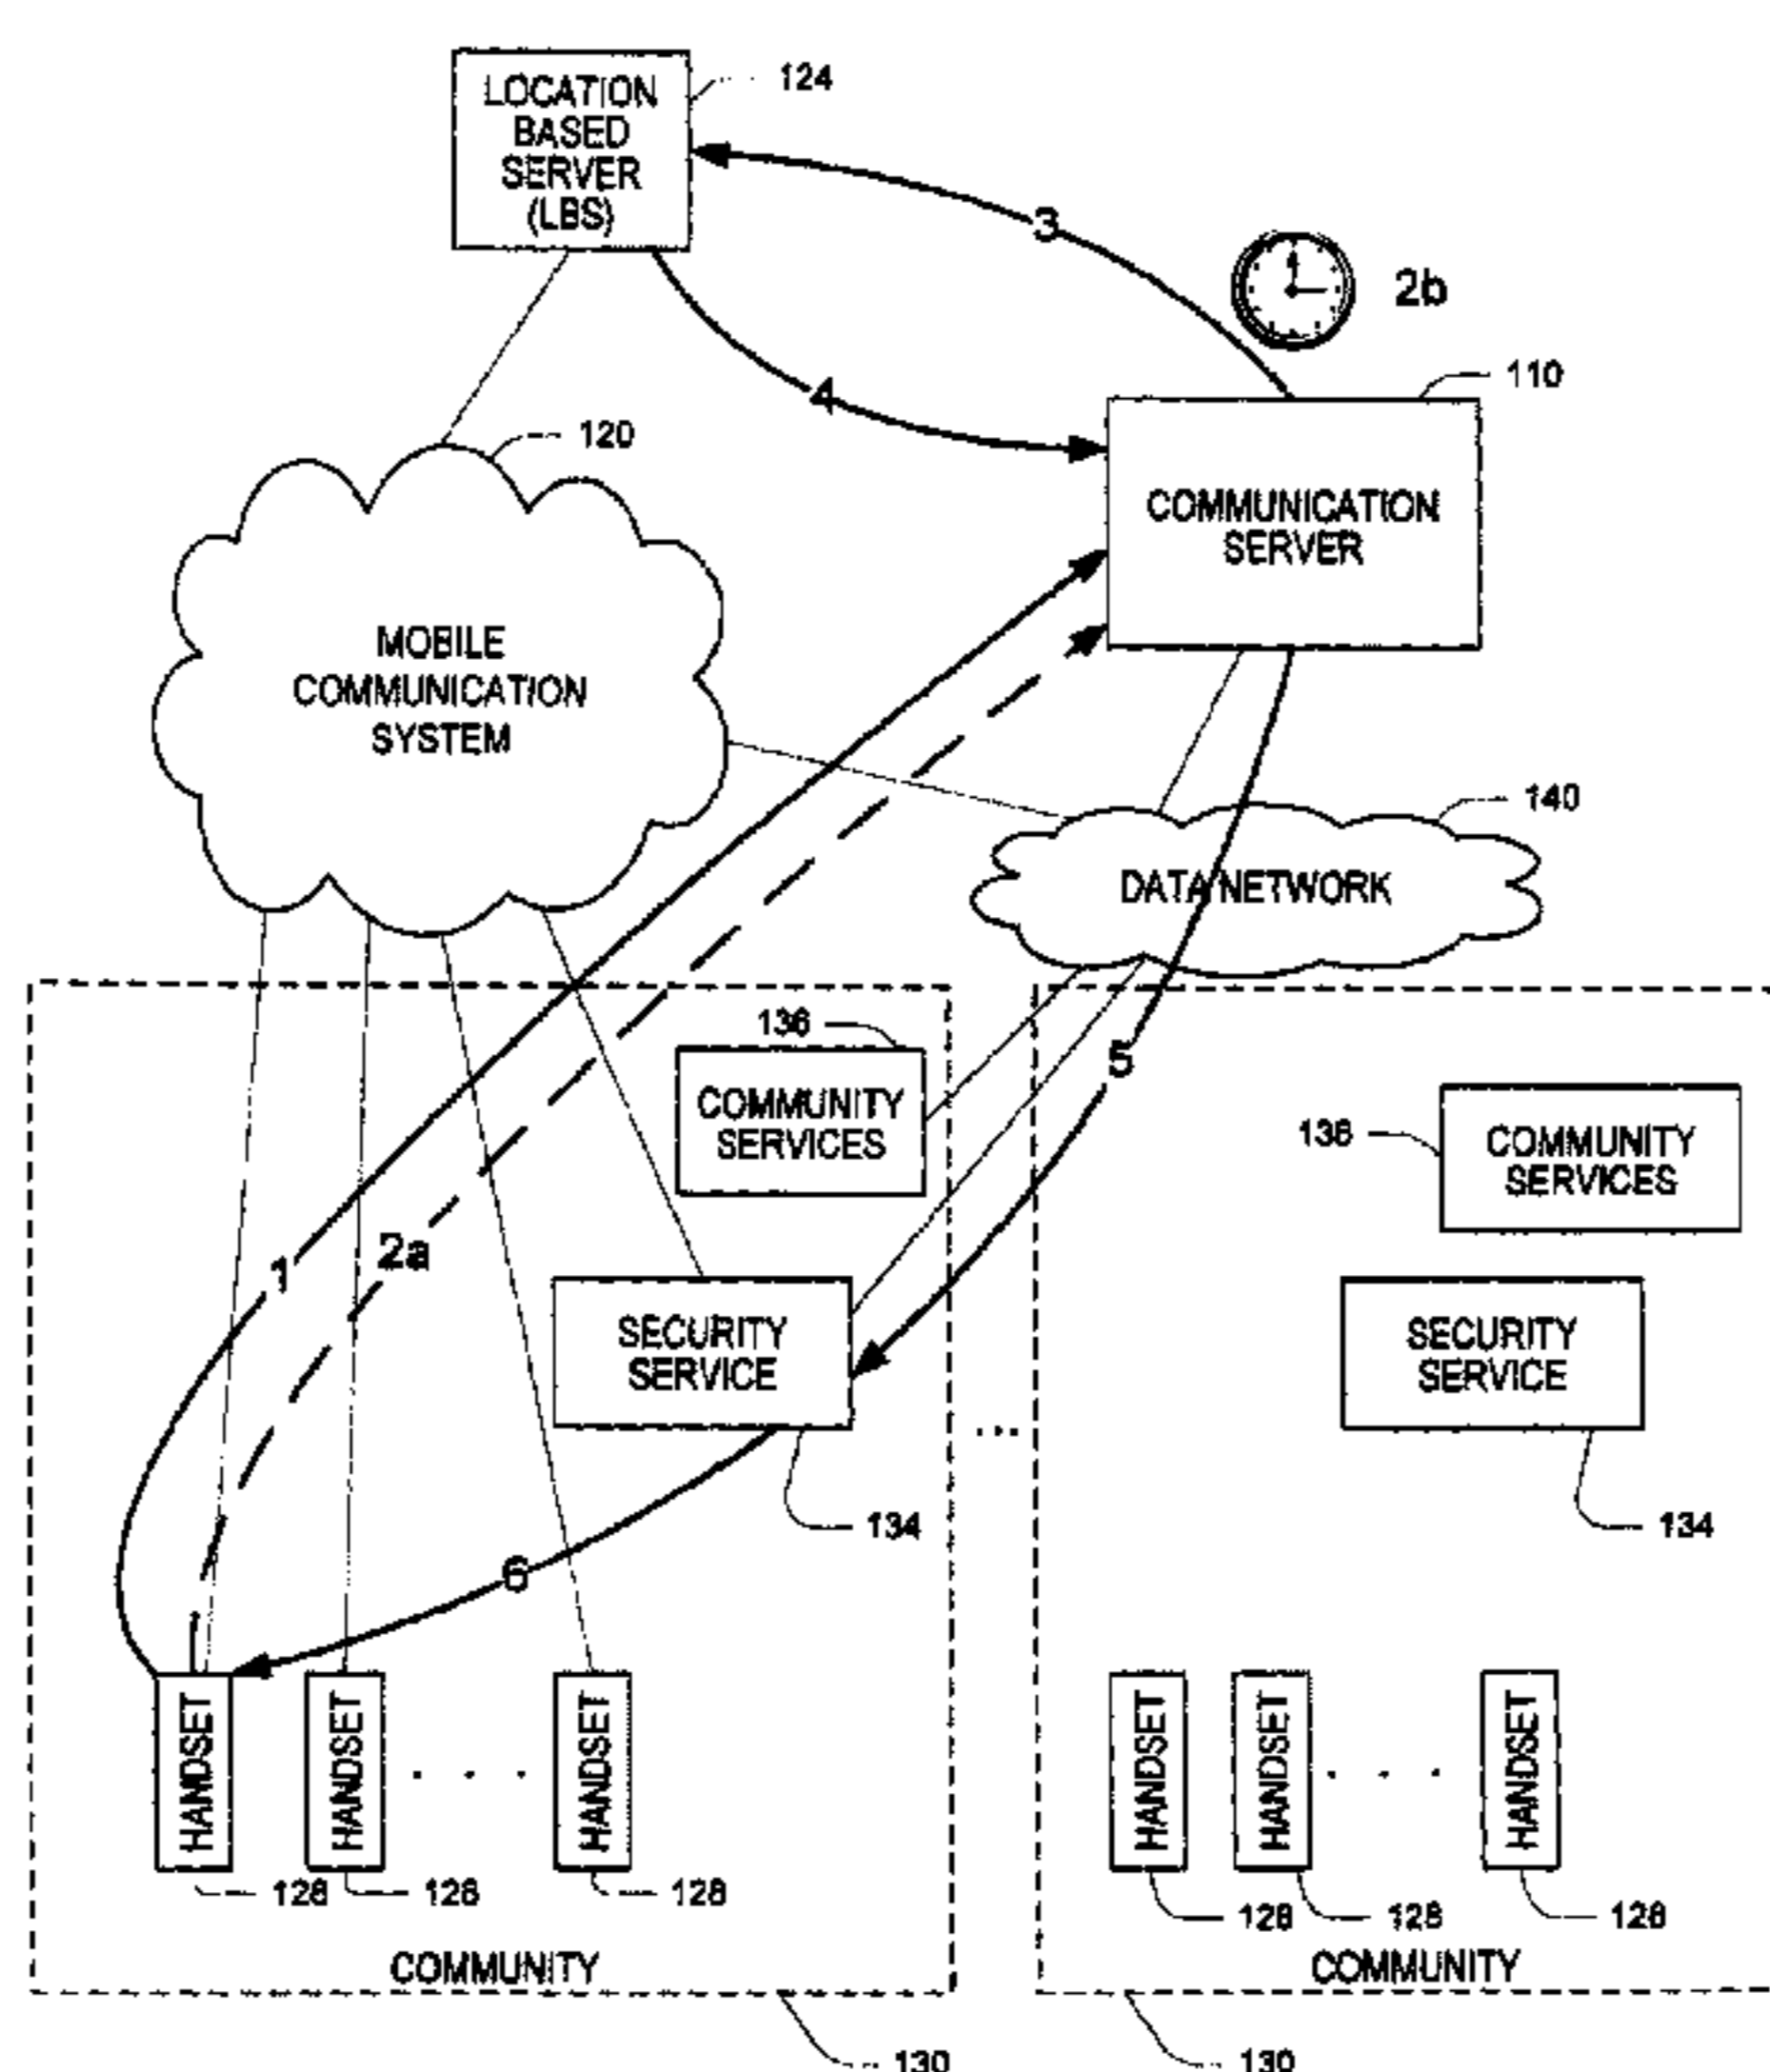 LOCATION
BASED
SERVER
(LBS)
124
3
2b
4
110
120
COMMUNICATION
SERVER
MOBILE
COMMUNICATION
SYSTEM
140
DATA NETWORK
136
COMMUNITY
SERVICES
5
136
COMMUNITY
SERVICES
1
2a
SECURITY
SERVICE
SECURITY
SERVICE
...
134
134
6
HANDSET
HANDSET
. . .
HANDSET
HANDSET
HANDSET
. . .
HANDSET
128
128
128
128
128
128
COMMUNITY
COMMUNITY
130
130